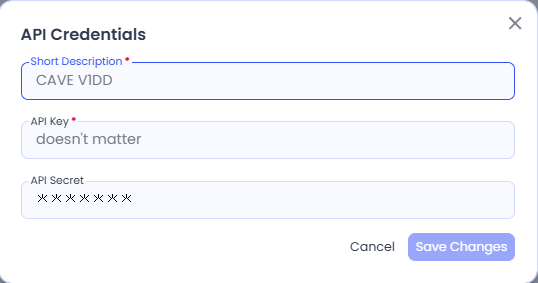 API Credentials
Short Description *
CAVE V1DD
API Key *
doesn't matter
API Secret
*******
Cancel Save Changes